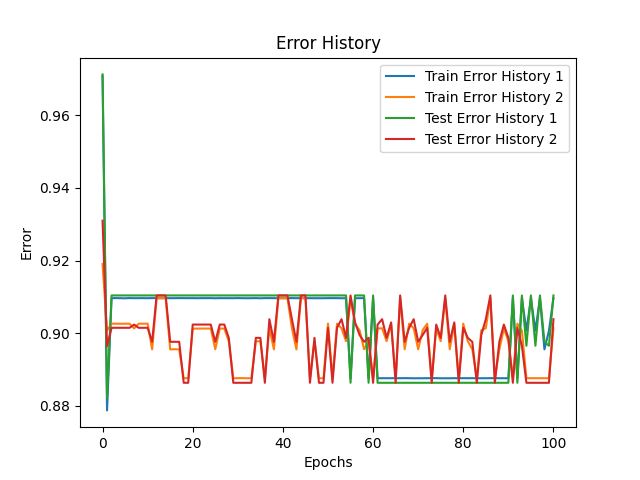 Error History
Train Error History 1
Train Error History 2
Test Error History 1
Test Error History 2
0.96
0.94
0.92
0.90
0.88
Error
0 20 40 60 80 100
Epochs